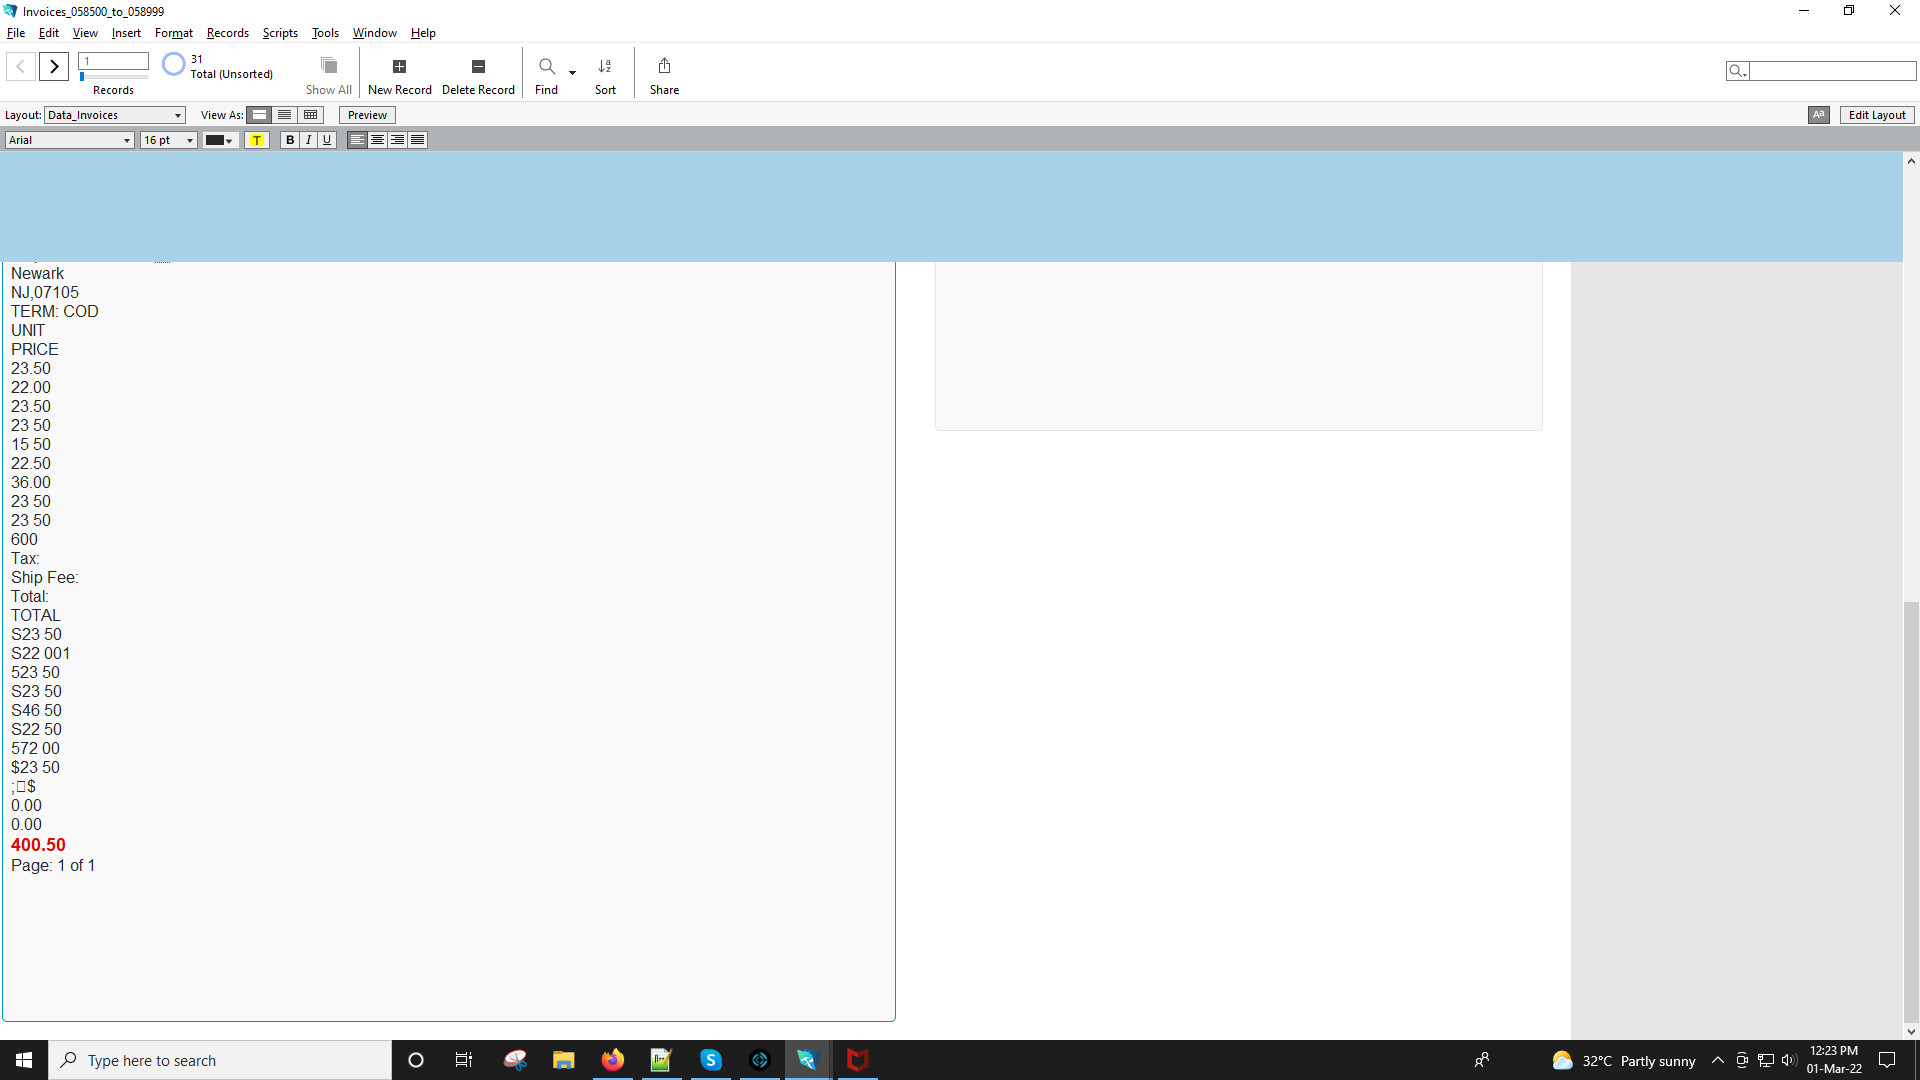 Invoices_058500_to_058999
File Edit View Insert Format Records Scripts Tools Window Help
1
31
Total (Unsorted)
Records
Show All
New Record
Delete Record
Find
Sort
Share
Layout: Data_Invoices View As: Preview Aa Edit Layout
Arial 16 pt T B I U
Newark
NJ,07105
TERM: COD
UNIT
PRICE
23.50
22.00
23.50
23 50
15 50
22.50
36.00
23 50
23 50
600
Tax:
Ship Fee:
Total:
TOTAL
S23 50
S22 001
523 50
S23 50
S46 50
S22 50
572 00
$23 50
;□$
0.00
0.00
400.50
Page: 1 of 1
Type here to search
32°C Partly sunny
12:23 PM
01-Mar-22